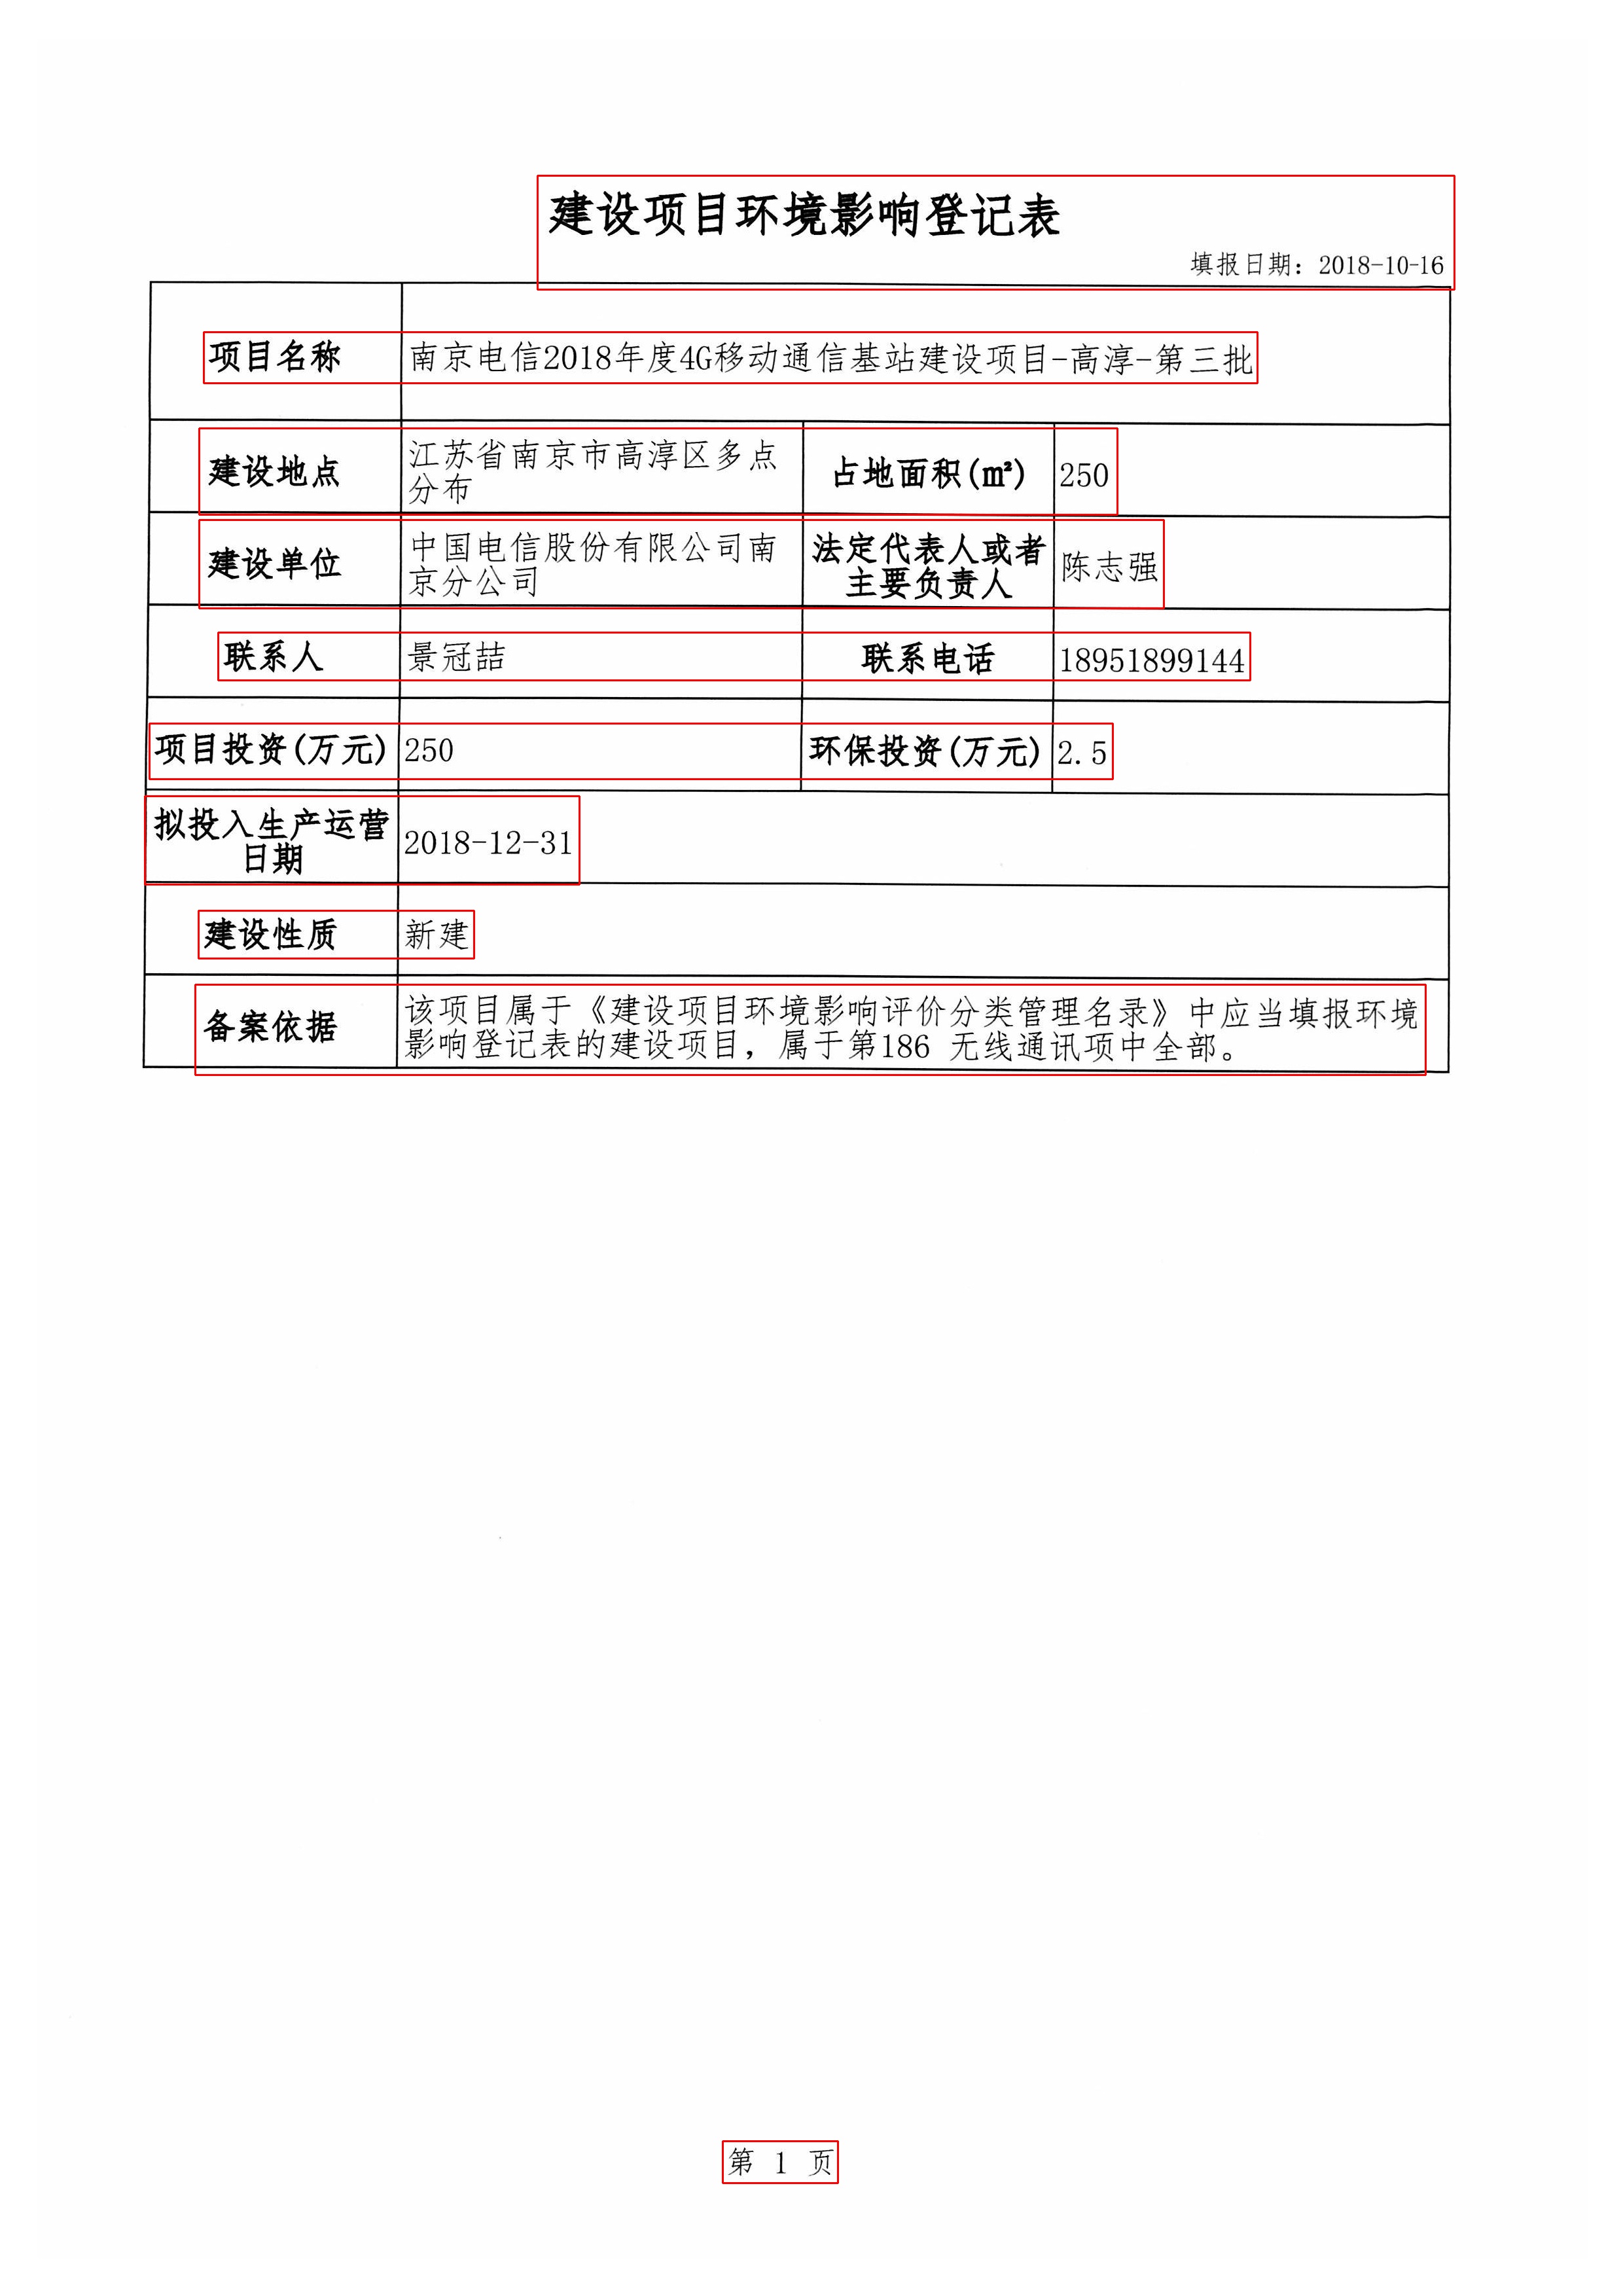 建设项目环境影响登记表
填报日期：2018-10-16
项目名称 南京电信2018年度4G移动通信基站建设项目-高淳-第三批
建设地点 江苏省南京市高淳区多点
分布 占地面积(㎡) 250
建设单位 中国电信股份有限公司南
京分公司 法定代表人或者
主要负责人 陈志强
联系人 景冠喆 联系电话 18951899144
项目投资(万元) 250 环保投资(万元) 2.5
拟投入生产运营
日期 2018-12-31
建设性质 新建
备案依据 该项目属于《建设项目环境影响评价分类管理名录》中应当填报环境
影响登记表的建设项目，属于第186 无线通讯项中全部。
第 1 页